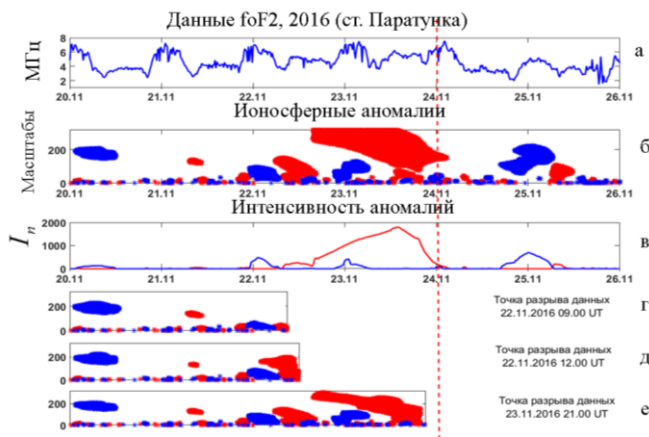 Данные foF2, 2016 (ст. Паратунка)
МГц
8
6
4
2
а
20.11 21.11 22.11 23.11 24.11 25.11 26.11
Ионосферные аномалии
Масштабы
200
0
б
20.11 21.11 22.11 23.11 24.11 25.11 26.11
Интенсивность аномалий
I n
2000
1000
0
в
20.11 21.11 22.11 23.11 24.11 25.11 26.11
200
0
Точка разрыва данных
22.11.2016 09.00 UT
г
200
0
Точка разрыва данных
22.11.2016 12.00 UT
д
200
0
Точка разрыва данных
23.11.2016 21.00 UT
е